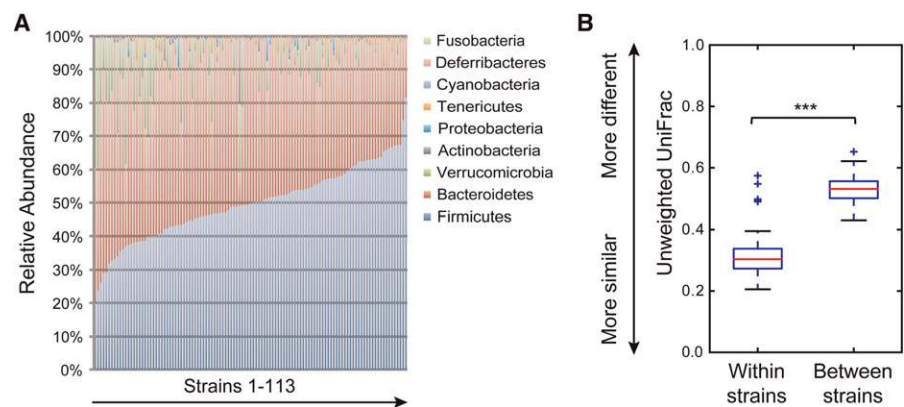 A
100%
90%
80%
70%
60%
50%
40%
30%
20%
10%
0%
Relative Abundance
Strains 1-113
Fusobacteria
Deferribacteres
Cyanobacteria
Tenericutes
Proteobacteria
Actinobacteria
Verrucomicrobia
Bacteroidetes
Firmicutes
B
More different
More similar
Unweighted UniFrac
1.0
0.8
0.6
0.4
0.2
0.0
***
Within
strains
Between
strains